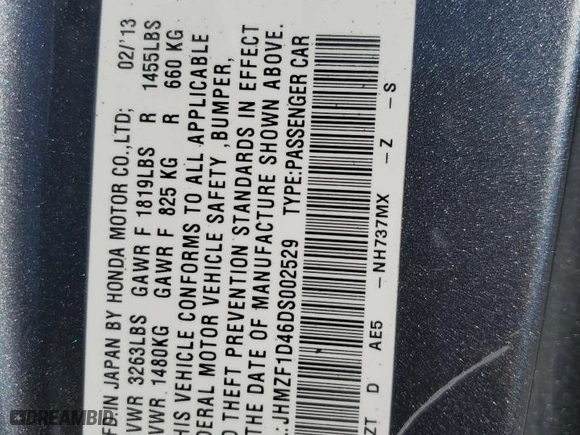 FD.IN JAPAN BY HONDA MOTOR CO.,LTD; 02/'13
VWR 3263LBS GAWR F 1819LBS R 1455LBS
VWR 1480KG GAWR F 825 KG R 660 KG
HIS VEHICLE CONFORMS TO ALL APPLICABLE
DERAL MOTOR VEHICLE SAFETY ,BUMPER,
D THEFT PREVENTION STANDARDS IN EFFECT
THE DATE OF MANUFACTURE SHOWN ABOVE.
.: JHMZF1D46DS002529 TYPE:PASSENGER CAR
ZT D AE5 -NH737MX -Z -S
DREAMBID